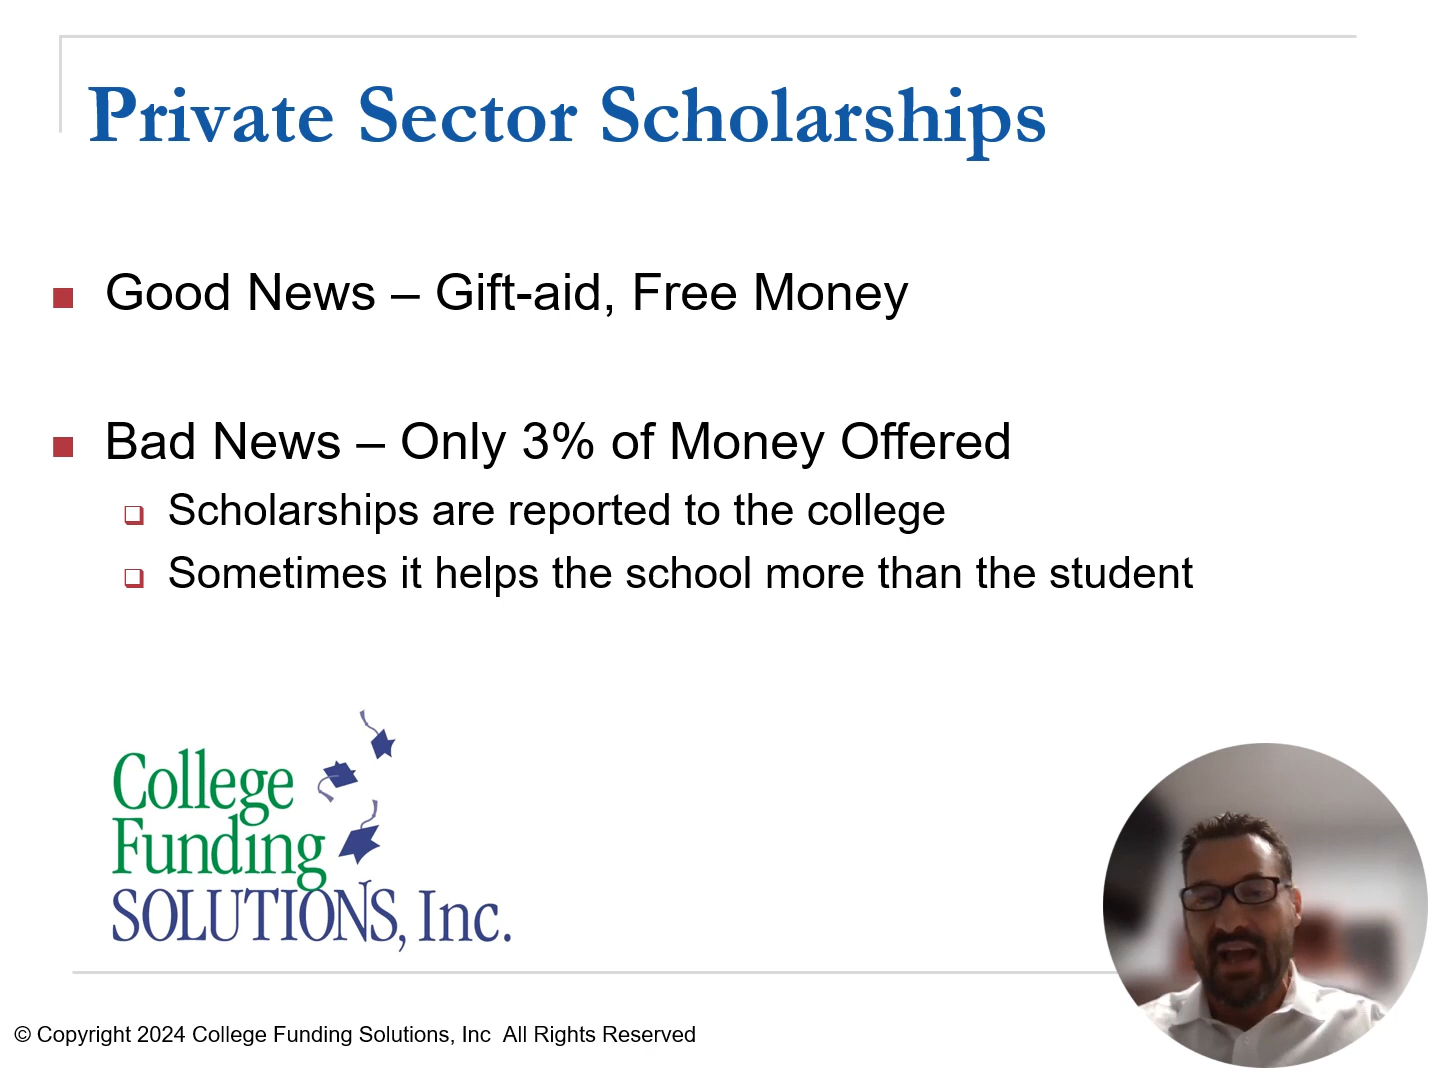 Private Sector Scholarships
Good News – Gift-aid, Free Money
Bad News – Only 3% of Money Offered
Scholarships are reported to the college
Sometimes it helps the school more than the student
College
Funding
SOLUTIONS, Inc.
© Copyright 2024 College Funding Solutions, Inc  All Rights Reserved